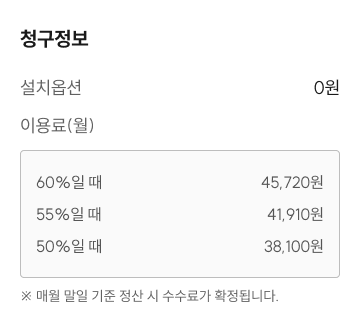 청구정보
설치옵션 0원
이용료(월)
60%일 때 45,720원
55%일 때 41,910원
50%일 때 38,100원
※ 매월 말일 기준 정산 시 수수료가 확정됩니다.